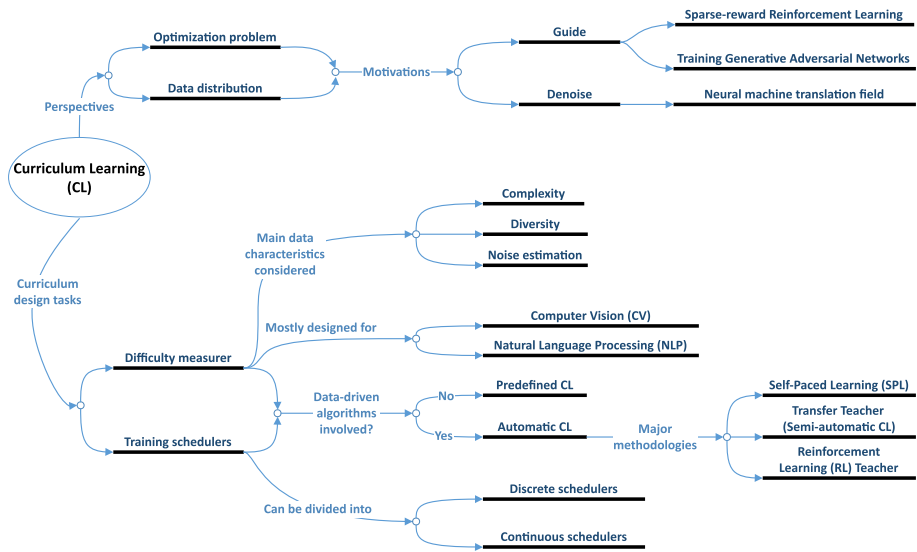 Sparse-reward Reinforcement Learning
Optimization problem
Guide
Training Generative Adversarial Networks
Motivations
Data distribution
Denoise
Neural machine translation field
Perspectives
Curriculum Learning
(CL)
Complexity
Diversity
Main data
characteristics
considered
Noise estimation
Curriculum
design tasks
Computer Vision (CV)
Mostly designed for
Natural Language Processing (NLP)
Difficulty measurer
Data-driven
algorithms
involved?
No
Predefined CL
Self-Paced Learning (SPL)
Training schedulers
Yes
Automatic CL
Major
methodologies
Transfer Teacher
(Semi-automatic CL)
Reinforcement
Learning (RL) Teacher
Can be divided into
Discrete schedulers
Continuous schedulers